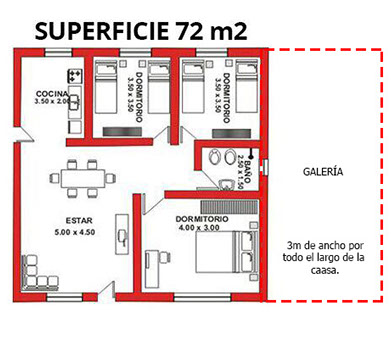 SUPERFICIE 72 m2
COCINA
3.50 x 2.00
DORMITORIO
3.50 x 3.50
DORMITORIO
3.50 x 3.50
BAÑO
2.50 x 1.50
GALERÍA
ESTAR
5.00 x 4.50
DORMITORIO
4.00 x 3.00
3m de ancho por
todo el largo de la
caasa.